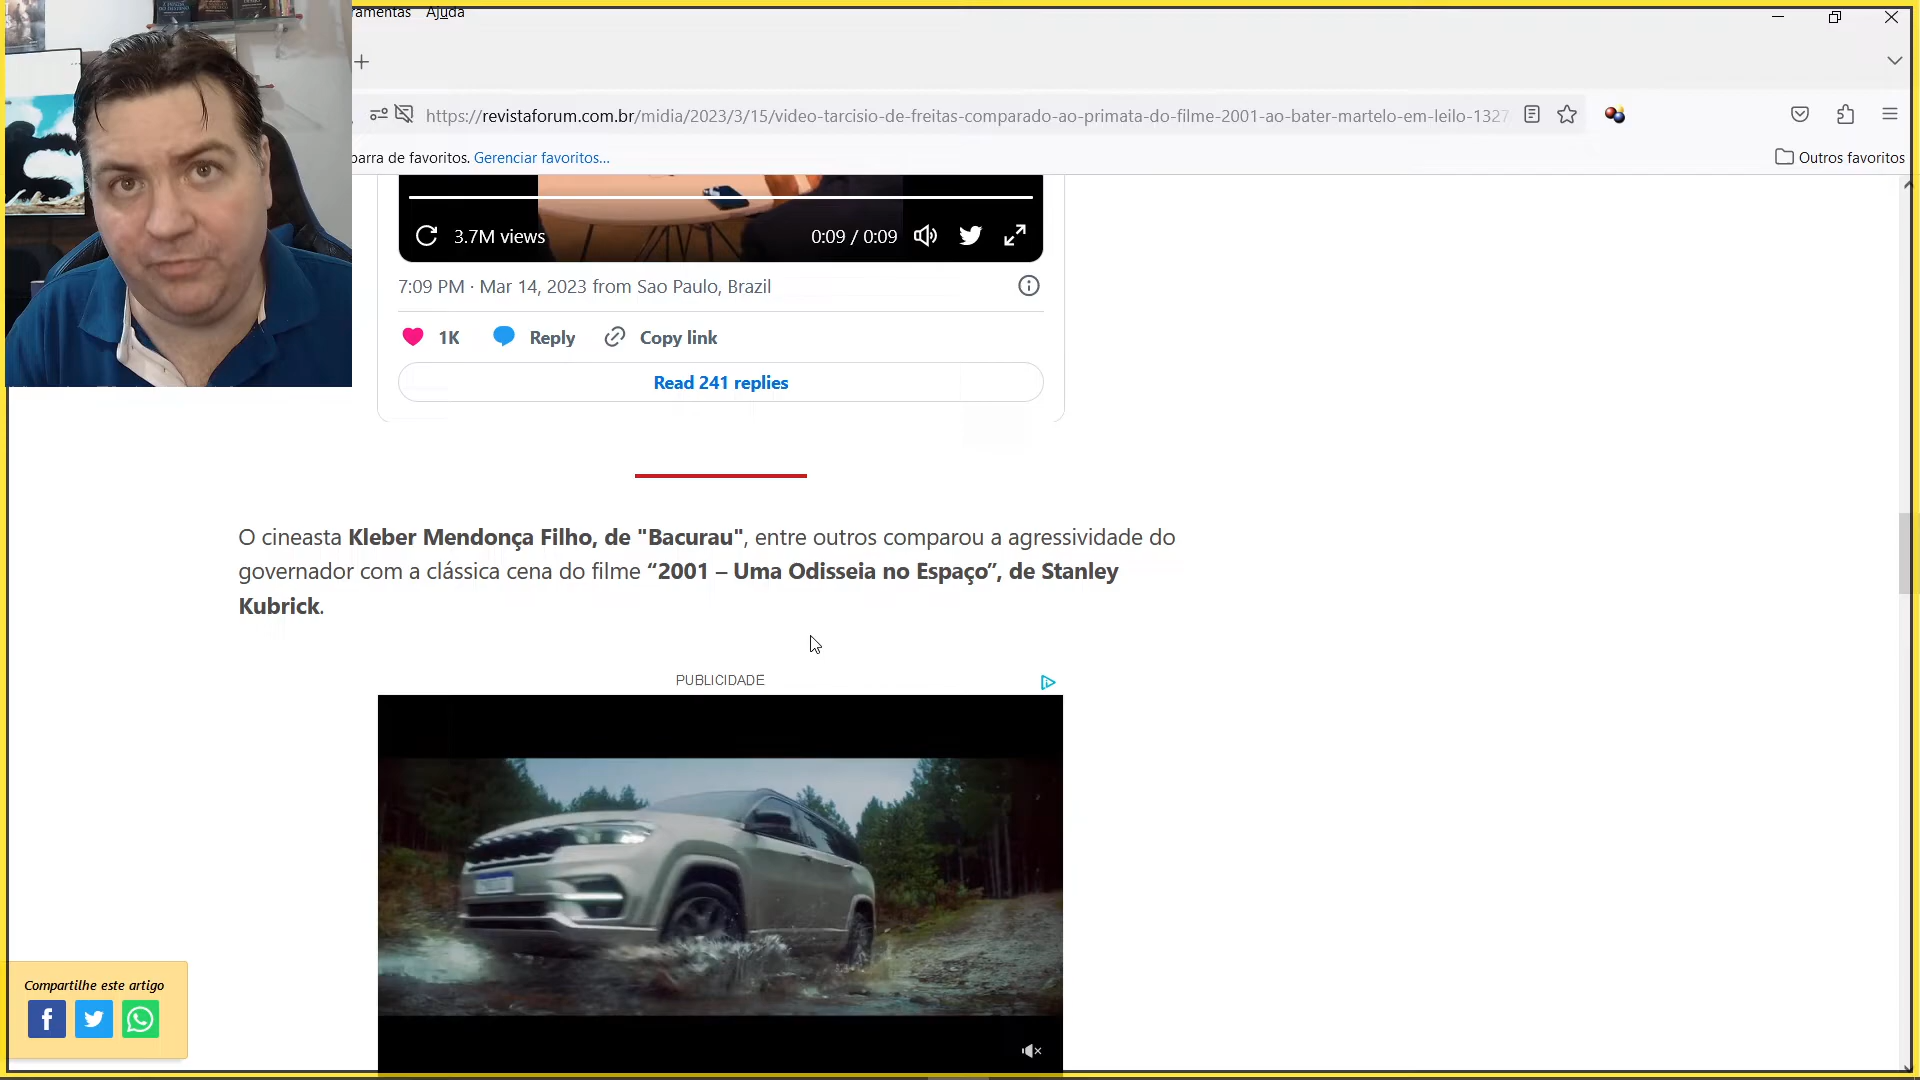 ramentas Ajuda
https://revistaforum.com.br/midia/2023/3/15/video-tarcisio-de-freitas-comparado-ao-primata-do-filme-2001-ao-bater-martelo-em-leilo-1327
barra de favoritos. Gerenciar favoritos...
Outros favoritos
3.7M views
0:09 / 0:09
7:09 PM · Mar 14, 2023 from Sao Paulo, Brazil
1K Reply Copy link
Read 241 replies
O cineasta Kleber Mendonça Filho, de "Bacurau", entre outros comparou a agressividade do
governador com a clássica cena do filme “2001 – Uma Odisseia no Espaço”, de Stanley
Kubrick.
PUBLICIDADE
Compartilhe este artigo